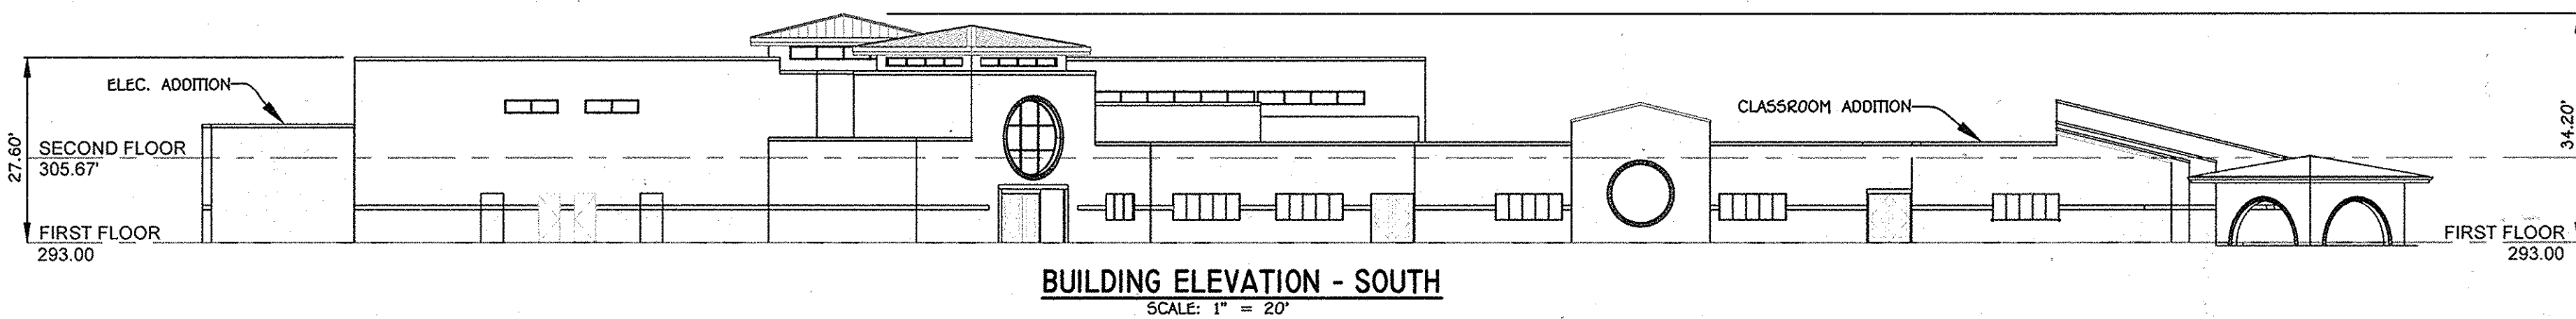 ELEC. ADDITION
27.60'
SECOND FLOOR
305.67'
FIRST FLOOR
293.00
CLASSROOM ADDITION
34.20'
FIRST FLOOR
293.00
BUILDING ELEVATION - SOUTH
SCALE: 1" = 20'